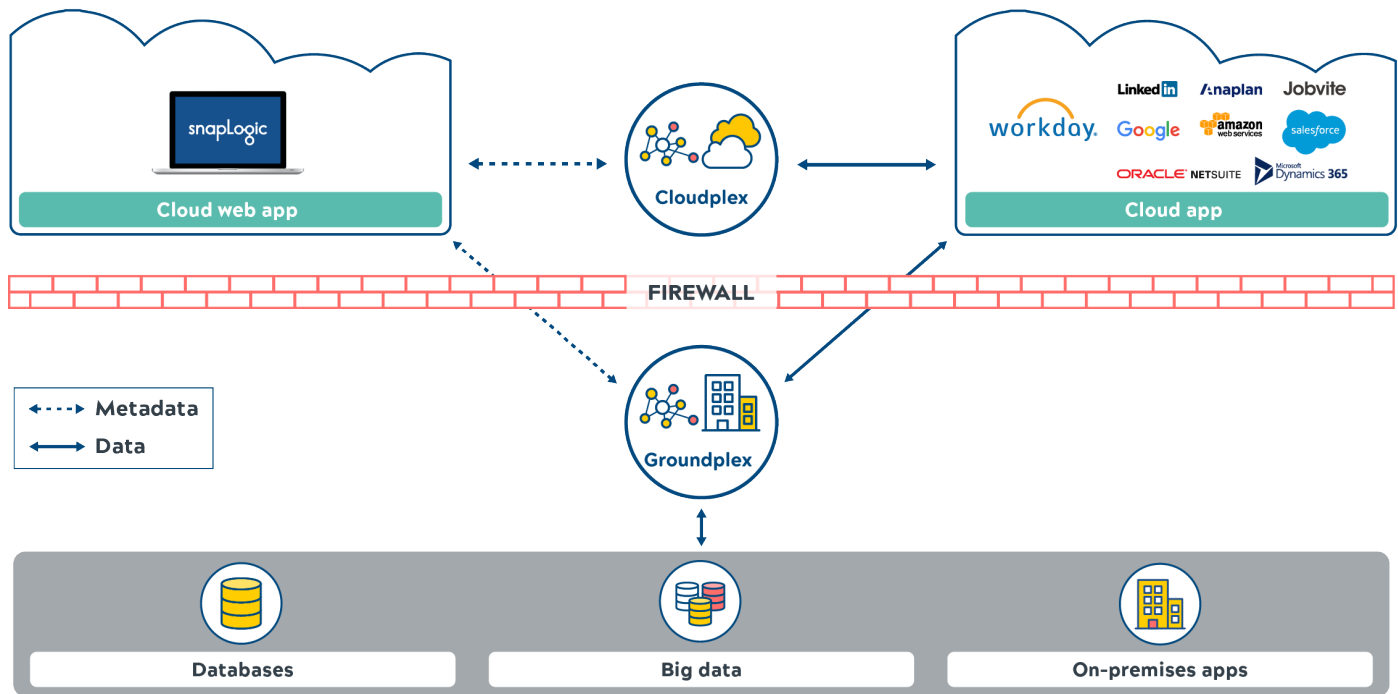 snapLogic
Cloud web app
Cloudplex
Linked in
Anaplan
Jobvite
workday.
Google
amazon
web services
salesforce
ORACLE NETSUITE
Microsoft
Dynamics 365
Cloud app
FIREWALL
Metadata
Data
Groundplex
Databases
Big data
On-premises apps